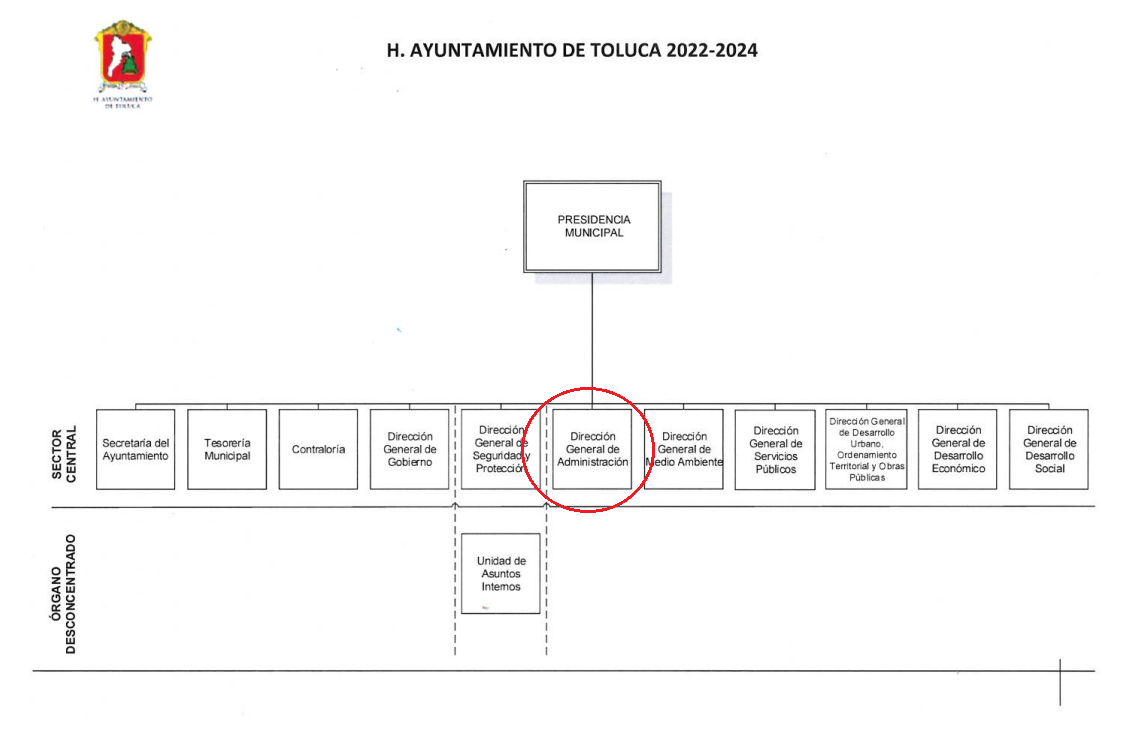 H. AYUNTAMIENTO DE TOLUCA 2022-2024
H. AYUNTAMIENTO
DE TOLUCA
PRESIDENCIA
MUNICIPAL
SECTOR
CENTRAL
Secretaría del
Ayuntamiento
Tesorería
Municipal
Contraloría
Dirección
General de
Gobierno
Dirección
General de
Seguridad y
Protección
Dirección
General de
Administración
Dirección
General de
Medio Ambiente
Dirección
General de
Servicios
Públicos
Dirección General
de Desarrollo
Urbano,
Ordenamiento
Territorial y Obras
Públicas
Dirección
General de
Desarrollo
Económico
Dirección
General de
Desarrollo
Social
ÓRGANO
DESCONCENTRADO
Unidad de
Asuntos
Internos